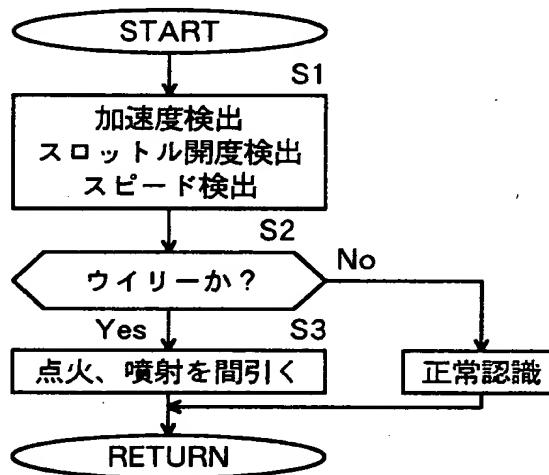 START
S1
加速度検出
スロットル開度検出
スピード検出
S2
ウイリーか?
No
Yes
S3
点火、噴射を間引く
正常認識
RETURN